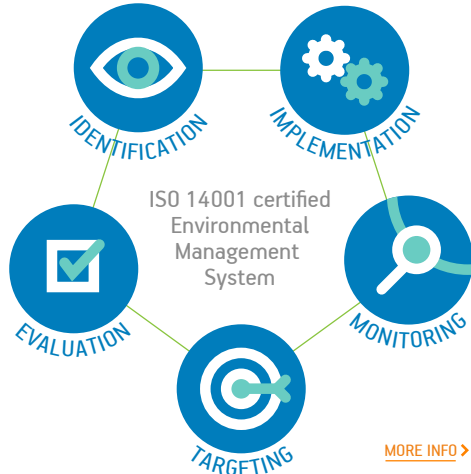 IDENTIFICATION
IMPLEMENTATION
ISO 14001 certified
Environmental
Management
System
EVALUATION
MONITORING
TARGETING
MORE INFO >